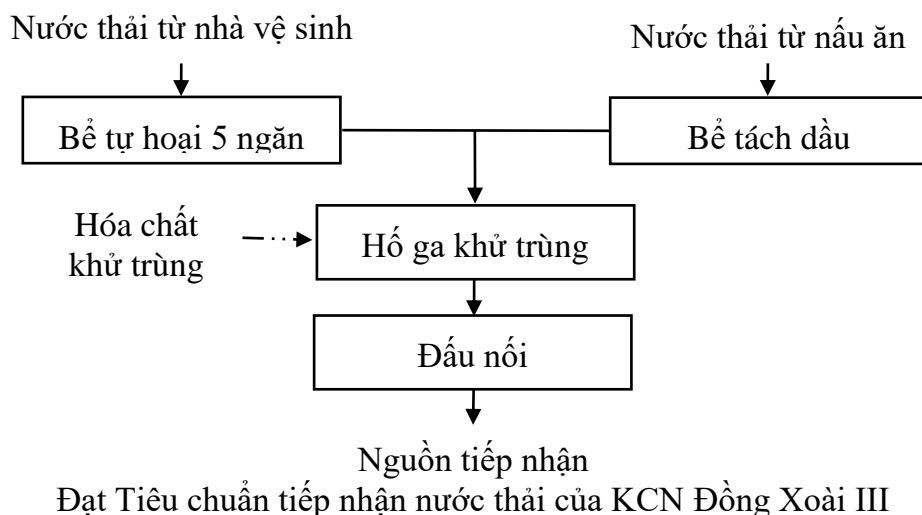 Nước thải từ nhà vệ sinh
Nước thải từ nấu ăn
Bể tự hoại 5 ngăn
Bể tách dầu
Hóa chất
khử trùng
Hố ga khử trùng
Đấu nối
Nguồn tiếp nhận
Đạt Tiêu chuẩn tiếp nhận nước thải của KCN Đồng Xoài III